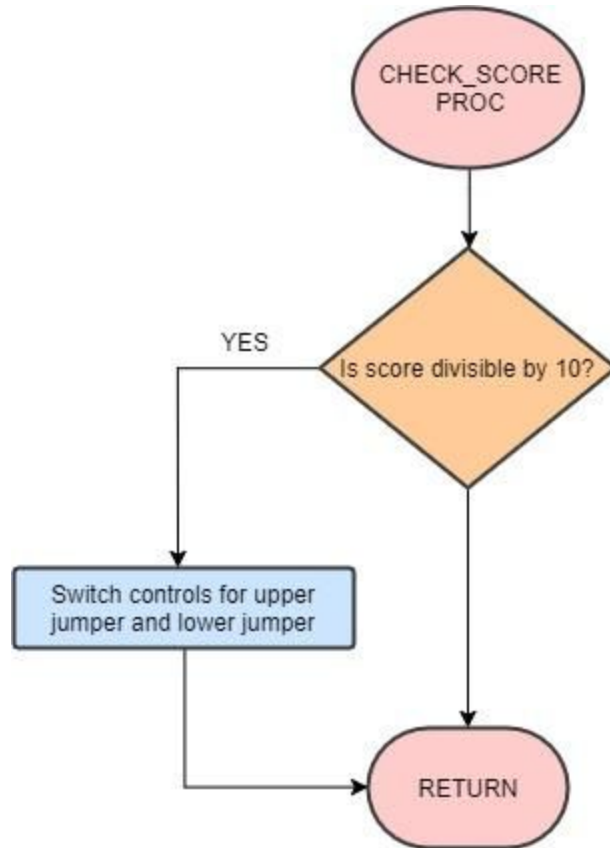 CHECK_SCORE
PROC
YES
Is score divisible by 10?
Switch controls for upper
jumper and lower jumper
RETURN